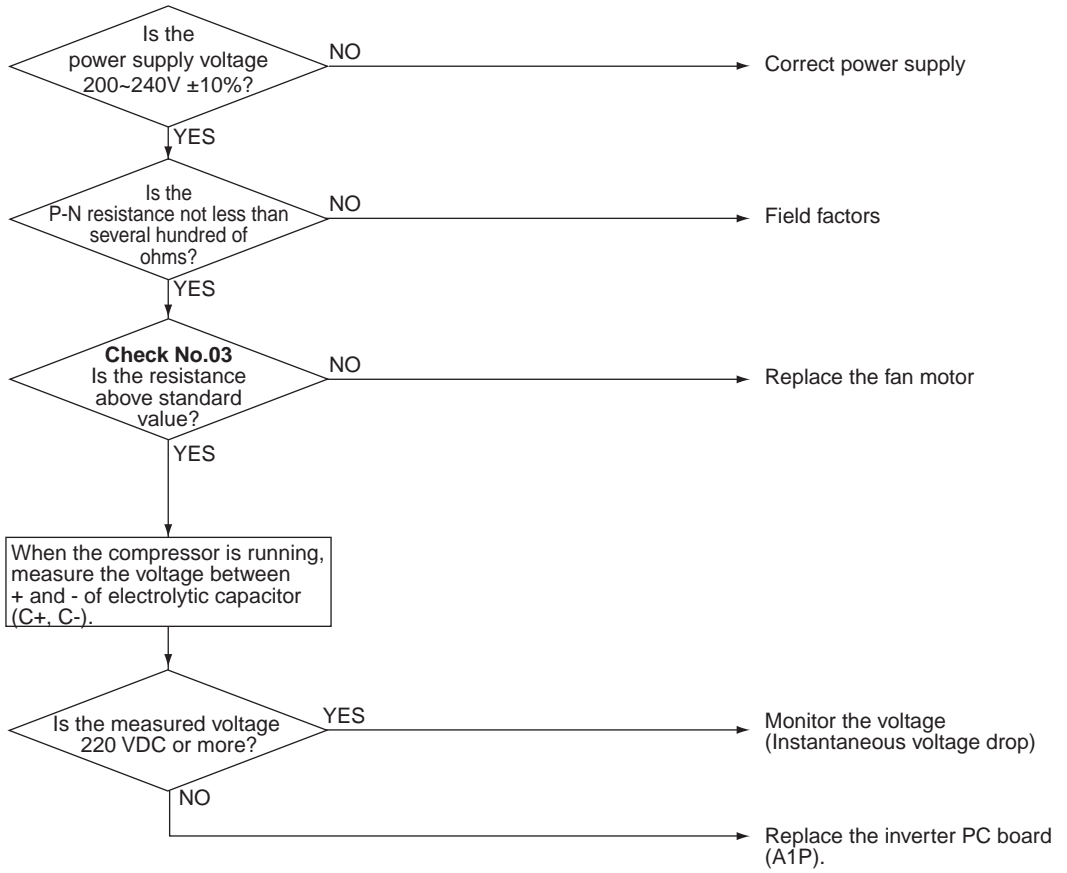 Is the
power supply voltage
200~240V ±10%?
NO
Correct power supply
YES
Is the
P-N resistance not less than
several hundred of
ohms?
NO
Field factors
YES
Check No.03
Is the resistance
above standard
value?
NO
Replace the fan motor
YES
When the compressor is running,
measure the voltage between
+ and - of electrolytic capacitor
(C+, C-).
Is the measured voltage
220 VDC or more?
YES
Monitor the voltage
(Instantaneous voltage drop)
NO
Replace the inverter PC board
(A1P).